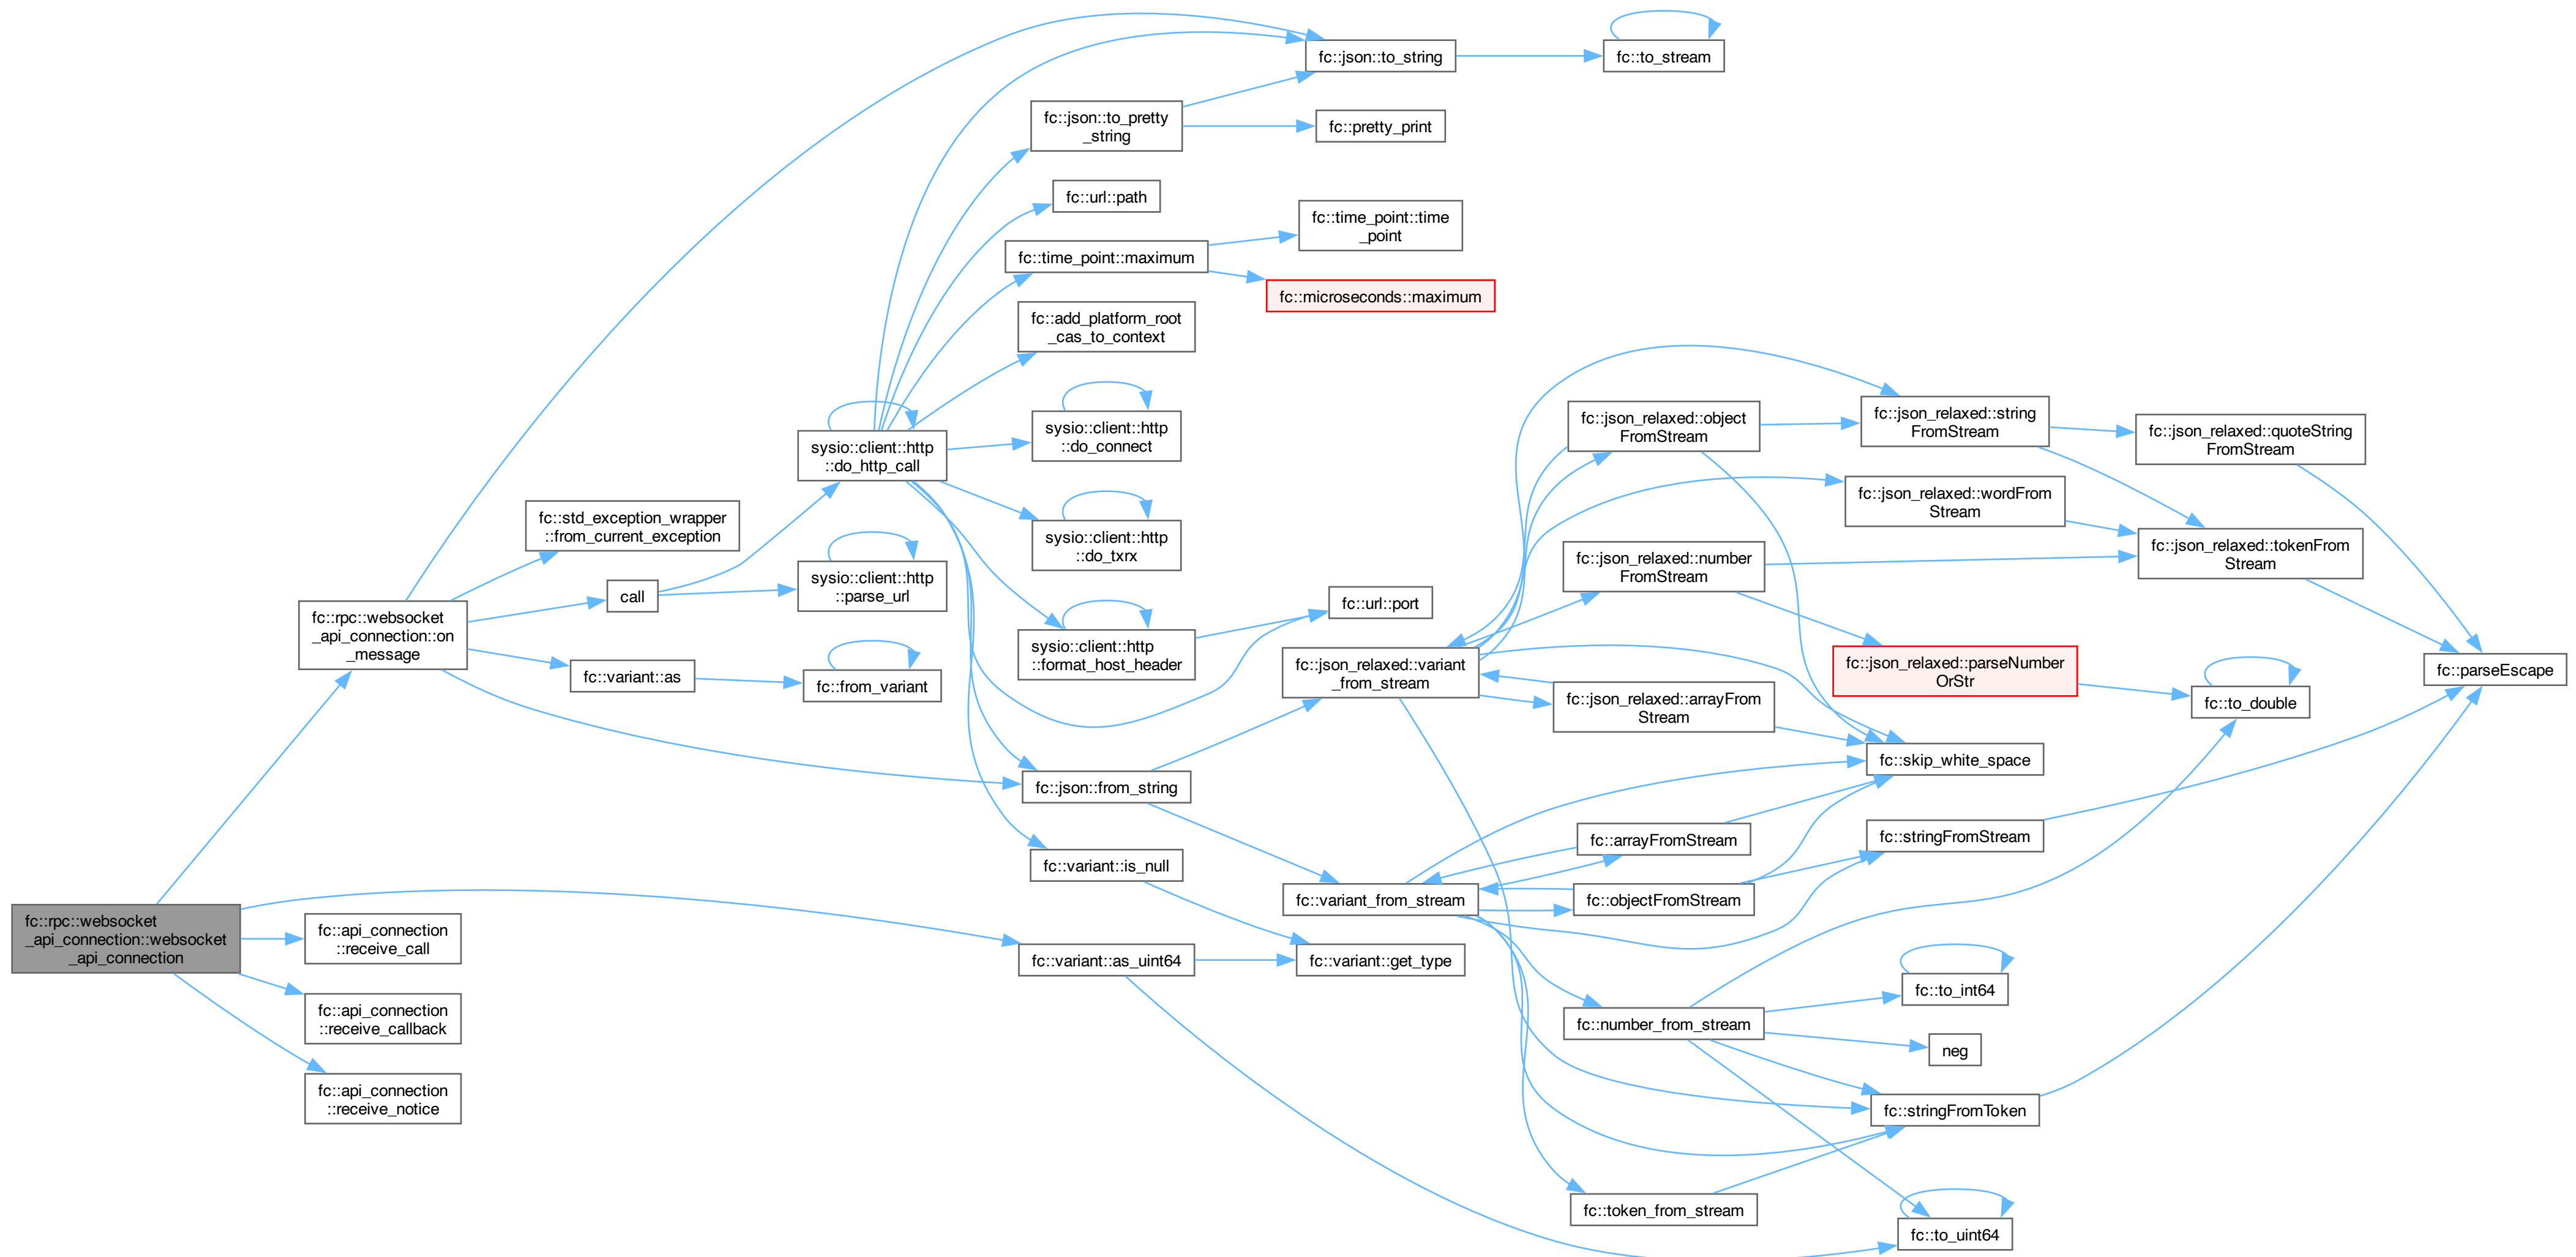 fc::rpc::websocket
_api_connection::websocket
_api_connection
fc::rpc::websocket
_api_connection::on
_message
fc::api_connection
::receive_call
fc::api_connection
::receive_callback
fc::api_connection
::receive_notice
fc::std_exception_wrapper
::from_current_exception
call
fc::variant::as
sysio::client::http
::do_http_call
sysio::client::http
::parse_url
fc::from_variant
fc::json::to_pretty
_string
fc::url::path
fc::time_point::maximum
fc::add_platform_root
_cas_to_context
sysio::client::http
::do_connect
sysio::client::http
::do_txrx
sysio::client::http
::format_host_header
fc::json::from_string
fc::variant::is_null
fc::variant::as_uint64
fc::json::to_string
fc::pretty_print
fc::time_point::time
_point
fc::microseconds::maximum
fc::url::port
fc::json_relaxed::variant
_from_stream
fc::variant_from_stream
fc::variant::get_type
fc::to_stream
fc::json_relaxed::object
FromStream
fc::json_relaxed::number
FromStream
fc::json_relaxed::arrayFrom
Stream
fc::arrayFromStream
fc::objectFromStream
fc::number_from_stream
fc::token_from_stream
fc::json_relaxed::string
FromStream
fc::json_relaxed::wordFrom
Stream
fc::json_relaxed::parseNumber
OrStr
fc::skip_white_space
fc::stringFromStream
fc::to_int64
neg
fc::stringFromToken
fc::to_uint64
fc::json_relaxed::quoteString
FromStream
fc::json_relaxed::tokenFrom
Stream
fc::to_double
fc::parseEscape